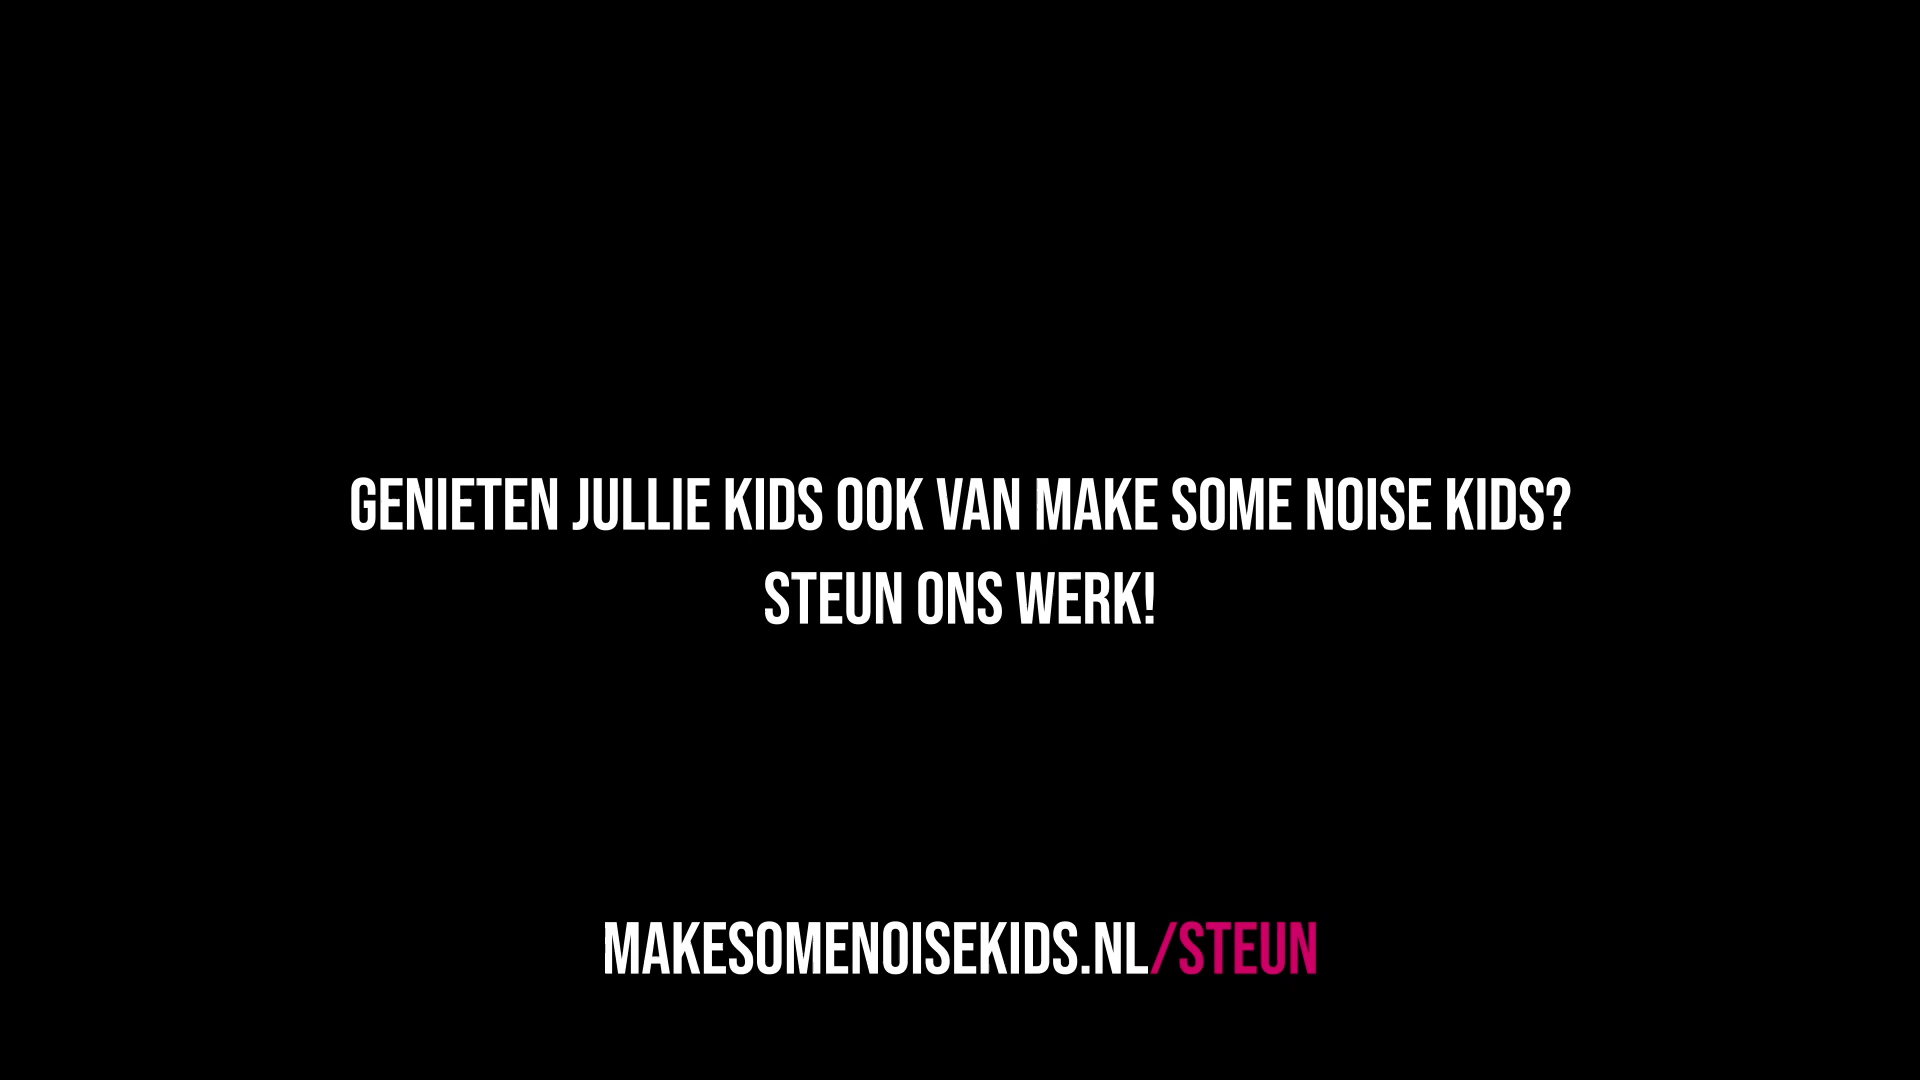 GENIETEN JULLIE KIDS OOK VAN MAKE SOME NOISE KIDS?
STEUN ONS WERK!
MAKESOMENOISEKIDS.NL/STEUN